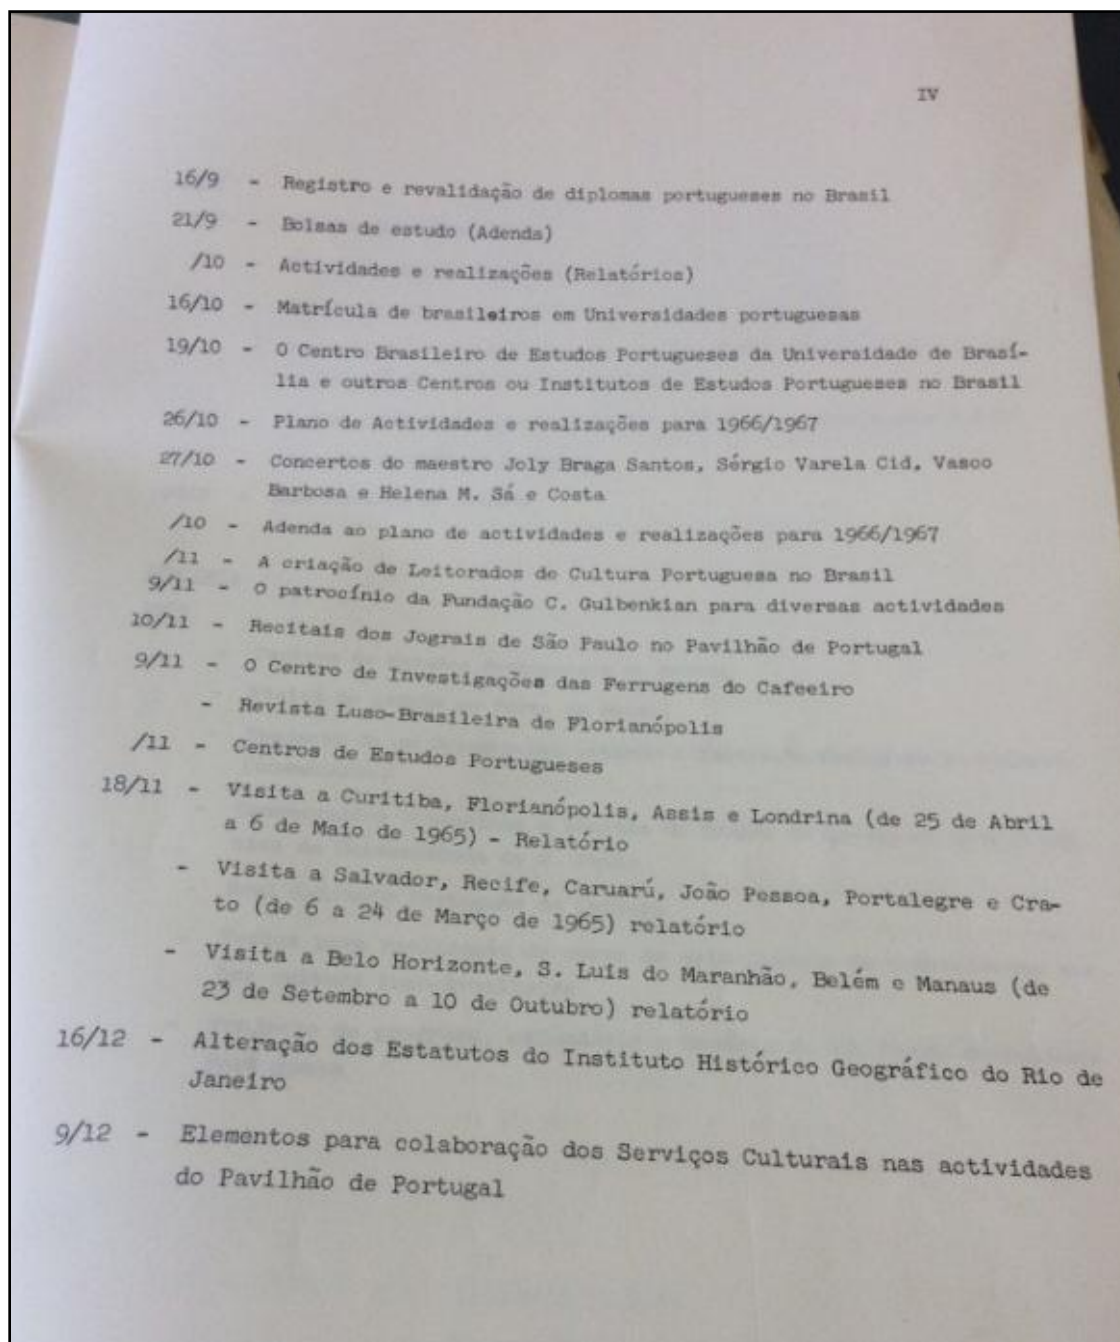 IV
16/9 - Registro e revalidação de diplomas portugueses no Brasil
21/9 - Bolsas de estudo (Adenda)
/10 - Actividades e realizações (Relatórios)
16/10 - Matrícula de brasileiros em Universidades portuguesas
19/10 - O Centro Brasileiro de Estudos Portugueses da Universidade de Brasí-
lia e outros Centros ou Institutos de Estudos Portugueses no Brasil
26/10 - Plano de Actividades e realizações para 1966/1967
27/10 - Concertos do maestro Joly Braga Santos, Sérgio Varela Cid, Vasco
Barbosa e Helena M. Sá e Costa
/10 - Adenda ao plano de actividades e realizações para 1966/1967
/11 - A criação de Leitorados de Cultura Portuguesa no Brasil
9/11 - O patrocínio da Fundação C. Gulbenkian para diversas actividades
10/11 - Recitais dos Jograis de São Paulo no Pavilhão de Portugal
9/11 - O Centro de Investigações das Ferrugens do Cafeeiro
- Revista Luso-Brasileira de Florianópolis
/11 - Centros de Estudos Portugueses
18/11 - Visita a Curitiba, Florianópolis, Assis e Londrina (de 25 de Abril
a 6 de Maio de 1965) - Relatório
- Visita a Salvador, Recife, Caruarú, João Pessoa, Portalegre e Cra-
to (de 6 a 24 de Março de 1965) relatório
- Visita a Belo Horizonte, S. Luis do Maranhão, Belém e Manaus (de
23 de Setembro a 10 de Outubro) relatório
16/12 - Alteração dos Estatutos do Instituto Histórico Geográfico do Rio de
Janeiro
9/12 - Elementos para colaboração dos Serviços Culturais nas actividades
do Pavilhão de Portugal